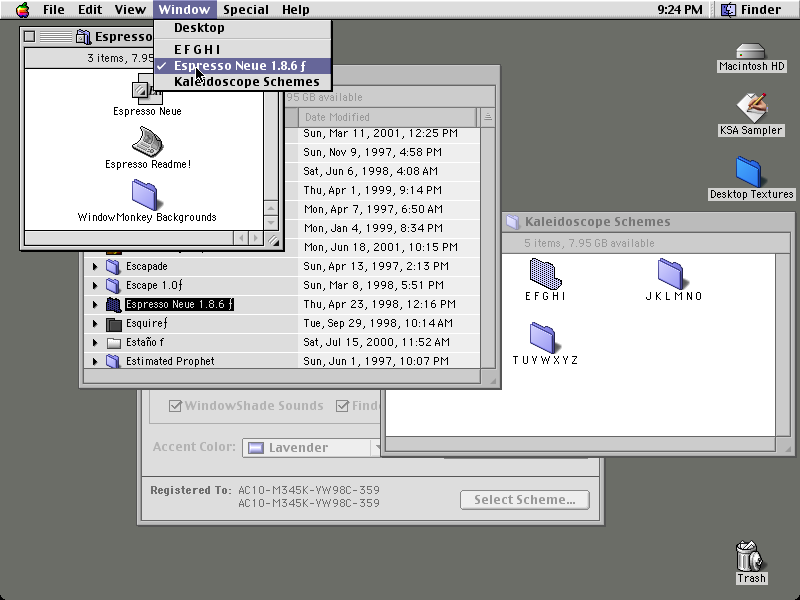 File Edit View Window Special Help 9:24 PM Finder
Desktop
E F G H I
✓ Espresso Neue 1.8.6 ƒ
Kaleidoscope Schemes
Espresso
3 items, 7.95
Espresso Neue
Espresso Readme!
WindowMonkey Backgrounds
95 GB available
Date Modified
Sun, Mar 11, 2001, 12:25 PM
Sun, Nov 9, 1997, 4:58 PM
Sat, Jun 6, 1998, 4:08 AM
Thu, Apr 1, 1999, 9:14 PM
Mon, Apr 7, 1997, 6:50 AM
Mon, Jan 4, 1999, 8:34 PM
Mon, Jun 18, 2001, 10:15 PM
Escapade Sun, Apr 13, 1997, 2:13 PM
Escape 1.0ƒ Sun, Mar 8, 1998, 5:51 PM
Espresso Neue 1.8.6 ƒ Thu, Apr 23, 1998, 12:16 PM
Esquireƒ Tue, Sep 29, 1998, 10:14 AM
Estaño f Sat, Jul 15, 2000, 11:52 AM
Estimated Prophet Sun, Jun 1, 1997, 10:07 PM
Kaleidoscope Schemes
5 items, 7.95 GB available
E F G H I
J K L M N O
T U V W X Y Z
WindowShade Sounds Finde
Accent Color: Lavender
Registered To: AC10-M345K-YW98C-359
AC10-M345K-YW98C-359
Select Scheme...
Macintosh HD
KSA Sampler
Desktop Textures
Trash